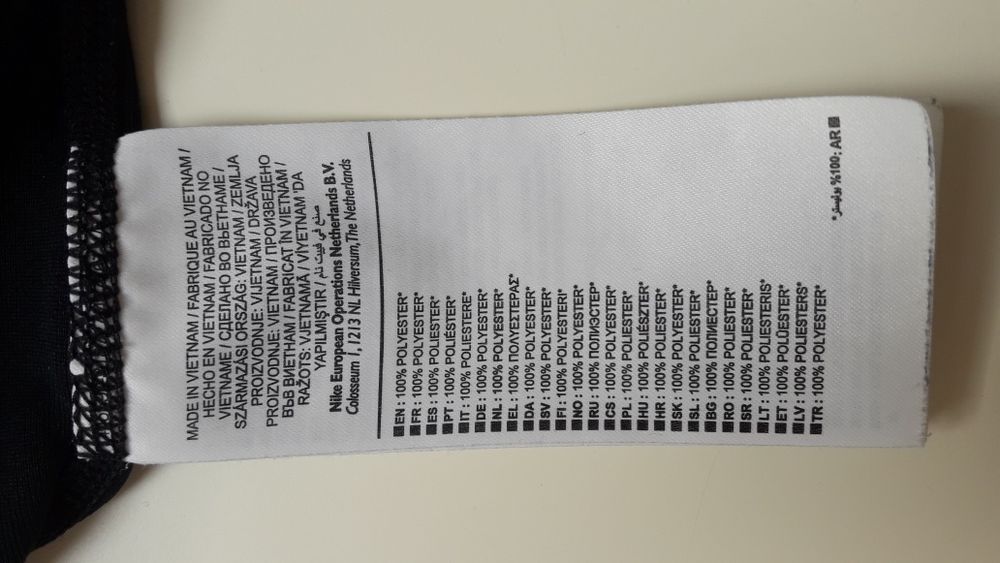 MADE IN VIETNAM / FABRIQUE AU VIETNAM /
HECHO EN VIETNAM / FABRICADO NO
VIETNAME / СДЕЛАНО ВО ВЬЕТНАМЕ /
SZÁRMAZÁSI ORSZÁG: VIETNAM / ZEMLJA
PROIZVODNJE: VIJETNAM / DRŽAVA
PROIZVODNJE: VIETNAM / ПРОИЗВЕДЕНО
ВЪВ ВИЕТНАМ / FABRICAT ÎN VIETNAM /
RAŽOTS: VJETNAMĀ / VİYETNAM 'DA
YAPILMIŞTIR / صنع في فييت نام
Nike European Operations Netherlands B.V.
Colosseum 1, 1213 NL Hilversum,The Netherlands
EN : 100% POLYESTER*
FR : 100% POLYESTER*
ES : 100% POLIÉSTER*
PT : 100% POLIÉSTER*
IT : 100% POLIESTERE*
DE : 100% POLYESTER*
NL : 100% POLYESTER*
EL : 100% ΠΟΛΥΕΣΤΕΡΑΣ*
DA : 100% POLYESTER*
SV : 100% POLYESTER*
FI : 100% POLYESTERI*
NO : 100% POLYESTER*
RU : 100% ПОЛИЭСТЕР*
CS : 100% POLYESTER*
PL : 100% POLIESTER*
HU : 100% POLIÉSZTER*
HR : 100% POLIESTER*
SK : 100% POLYESTER*
SL : 100% POLIESTER*
BG : 100% ПОЛИЕСТЕР*
RO : 100% POLIESTER*
SR : 100% POLIESTER*
LT : 100% POLIESTERIS*
ET : 100% POLÜESTER*
LV : 100% POLIESTERS*
TR : 100% POLYESTER*
*بوليستر %100 : AR